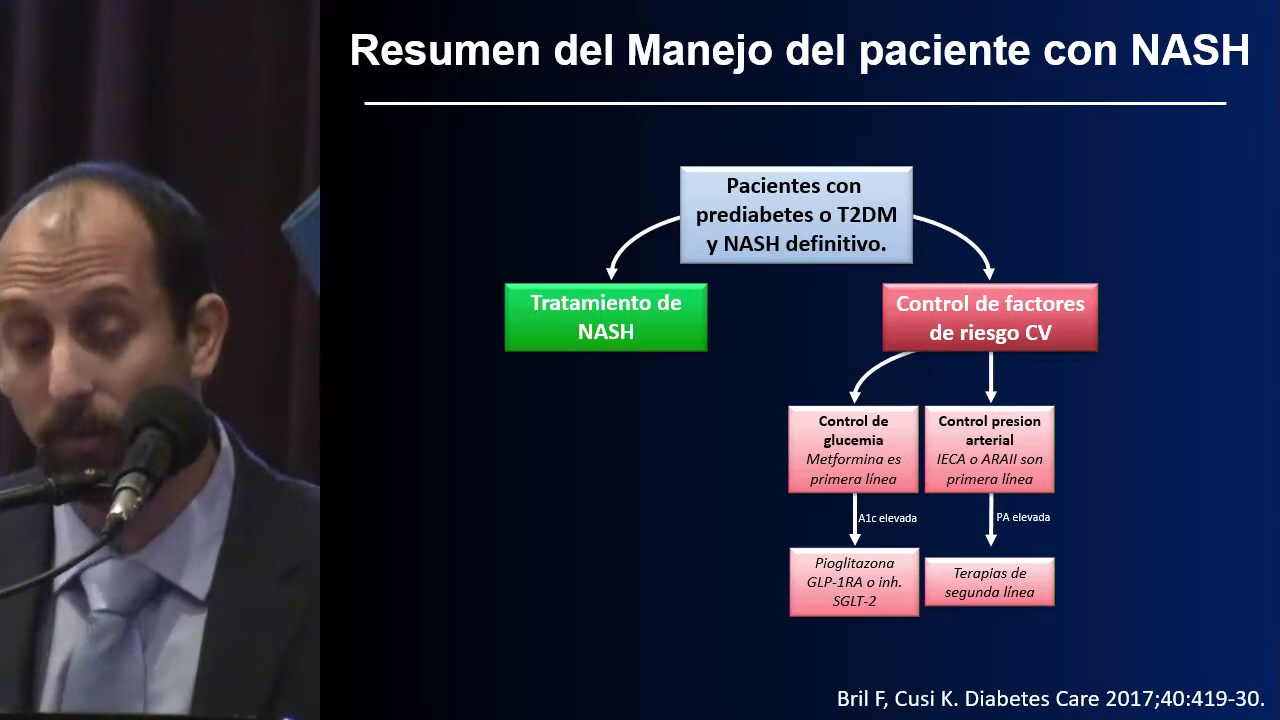 Resumen del Manejo del paciente con NASH
Pacientes con
prediabetes o T2DM
y NASH definitivo.
Tratamiento de
NASH
Control de factores
de riesgo CV
Control de
glucemia
Metformina es
primera línea
Control presion
arterial
IECA o ARAII son
primera línea
A1c elevada
PA elevada
Pioglitazona
GLP-1RA o inh.
SGLT-2
Terapias de
segunda línea
Bril F, Cusi K. Diabetes Care 2017;40:419-30.